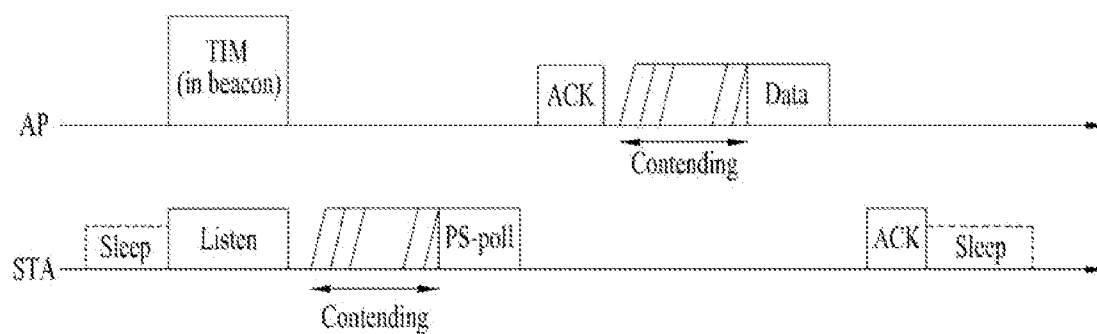 TIM
(in beacon)
ACK
Data
AP
Contending
Sleep
Listen
PS-poll
ACK
Sleep
STA
Contending